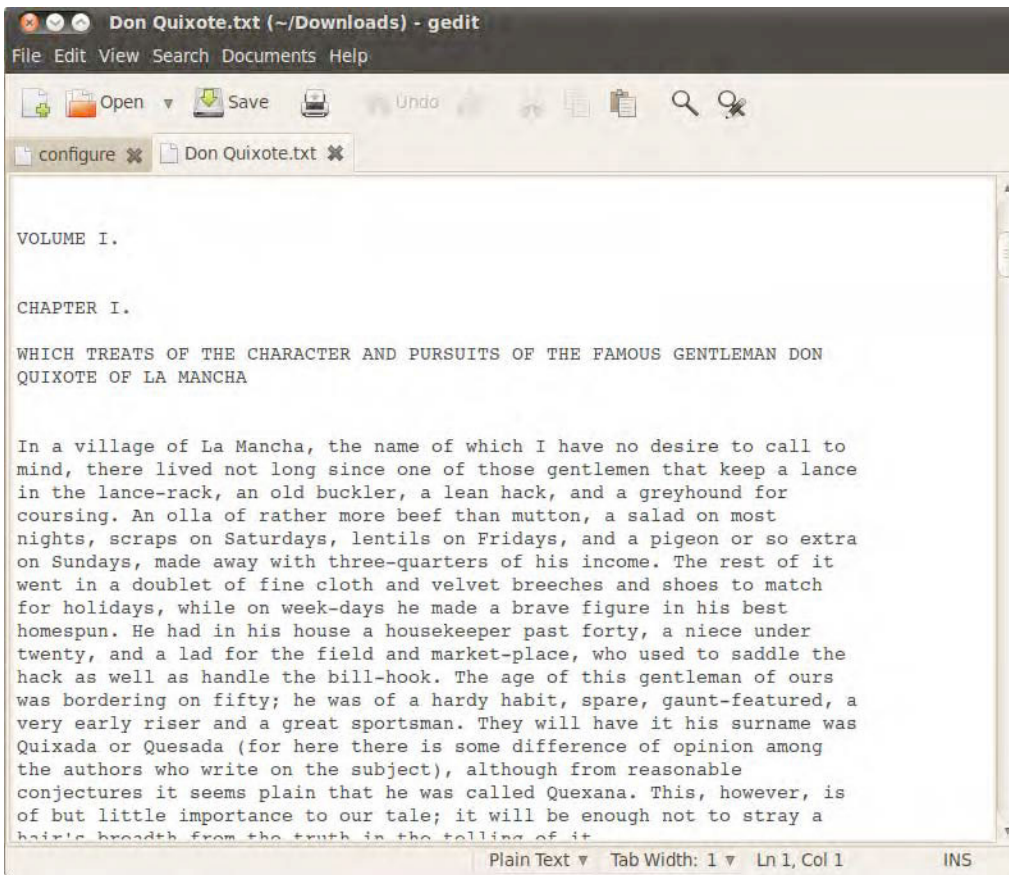 Don Quixote.txt (~/Downloads) - gedit
File Edit View Search Documents Help
Open Save Undo
configure Don Quixote.txt
VOLUME I.
CHAPTER I.
WHICH TREATS OF THE CHARACTER AND PURSUITS OF THE FAMOUS GENTLEMAN DON
QUIXOTE OF LA MANCHA
In a village of La Mancha, the name of which I have no desire to call to
mind, there lived not long since one of those gentlemen that keep a lance
in the lance-rack, an old buckler, a lean hack, and a greyhound for
coursing. An olla of rather more beef than mutton, a salad on most
nights, scraps on Saturdays, lentils on Fridays, and a pigeon or so extra
on Sundays, made away with three-quarters of his income. The rest of it
went in a doublet of fine cloth and velvet breeches and shoes to match
for holidays, while on week-days he made a brave figure in his best
homespun. He had in his house a housekeeper past forty, a niece under
twenty, and a lad for the field and market-place, who used to saddle the
hack as well as handle the bill-hook. The age of this gentleman of ours
was bordering on fifty; he was of a hardy habit, spare, gaunt-featured, a
very early riser and a great sportsman. They will have it his surname was
Quixada or Quesada (for here there is some difference of opinion among
the authors who write on the subject), although from reasonable
conjectures it seems plain that he was called Quexana. This, however, is
of but little importance to our tale; it will be enough not to stray a
hair's breadth from the truth in the telling of it
Plain Text Tab Width: 1 Ln 1, Col 1 INS